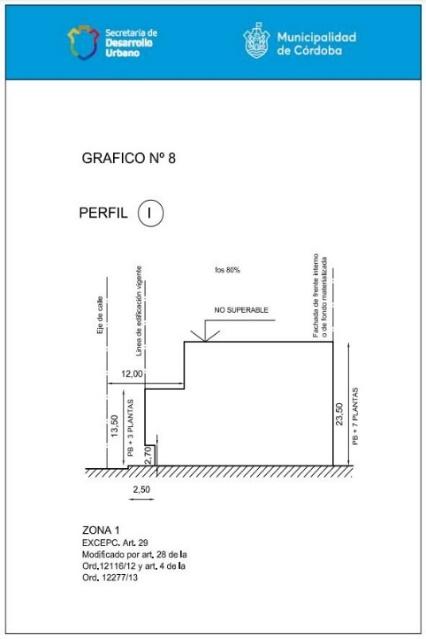 Secretaría de
Desarrollo
Urbano
Municipalidad
de Córdoba
GRAFICO Nº 8
PERFIL I
Eje de calle
Línea de edificación vigente
fos 80%
Fachada de frente interno
o de fondo materializada
NO SUPERABLE
12,00
13,50
PB + 3 PLANTAS
2,70
23,50
PB + 7 PLANTAS
2,50
ZONA 1
EXCEPC. Art. 29
Modificado por art. 28 de la
Ord.12116/12 y art. 4 de la
Ord. 12277/13